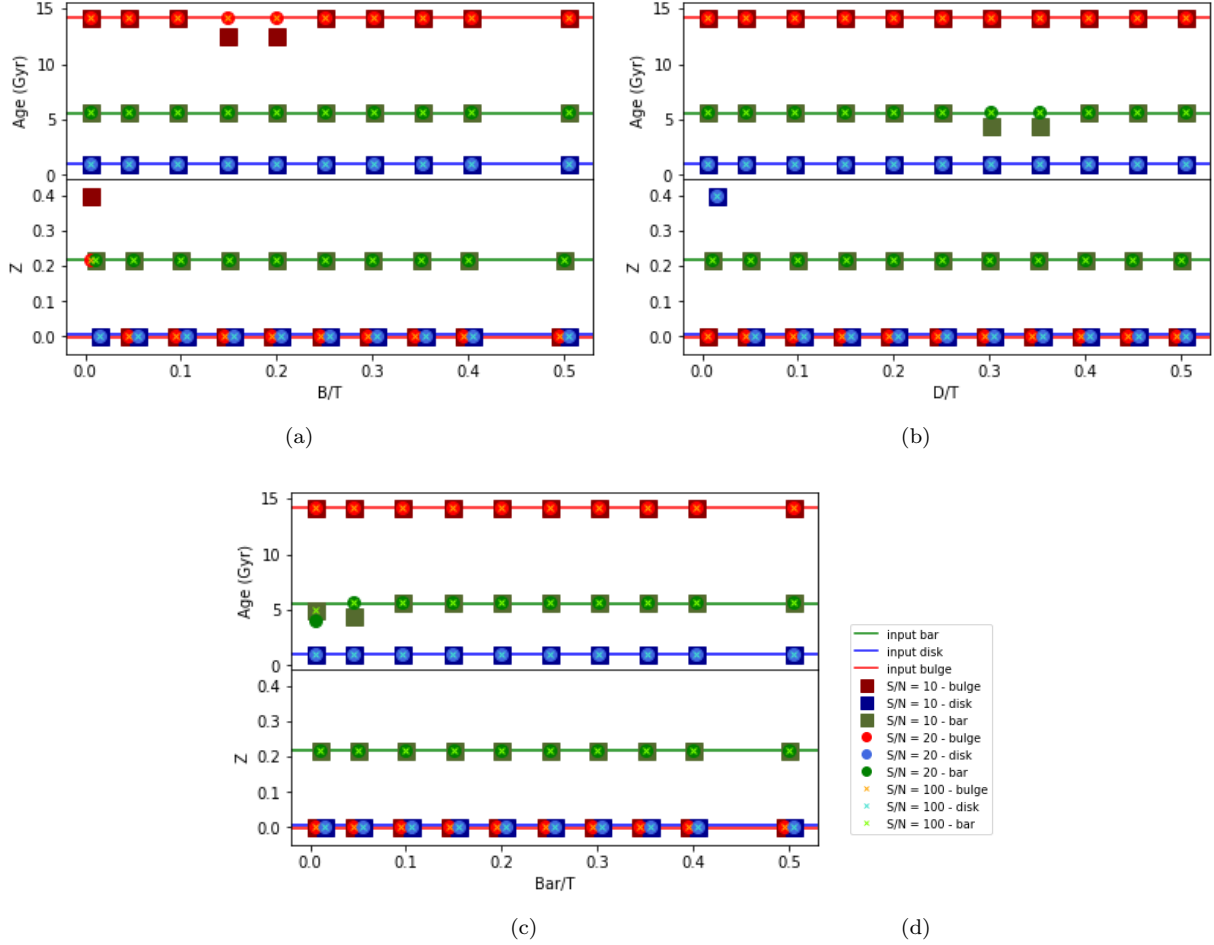 15
10
5
0
Age (Gyr)
0.4
0.3
0.2
0.1
0.0
Z
0.0 0.1 0.2 0.3 0.4 0.5
B/T
(a)
15
10
5
0
Age (Gyr)
0.4
0.3
0.2
0.1
0.0
Z
0.0 0.1 0.2 0.3 0.4 0.5
D/T
(b)
15
10
5
0
Age (Gyr)
0.4
0.3
0.2
0.1
0.0
Z
0.0 0.1 0.2 0.3 0.4 0.5
Bar/T
(c)
input bar
input disk
input bulge
S/N = 10 - bulge
S/N = 10 - disk
S/N = 10 - bar
S/N = 20 - bulge
S/N = 20 - disk
S/N = 20 - bar
S/N = 100 - bulge
S/N = 100 - disk
S/N = 100 - bar
(d)